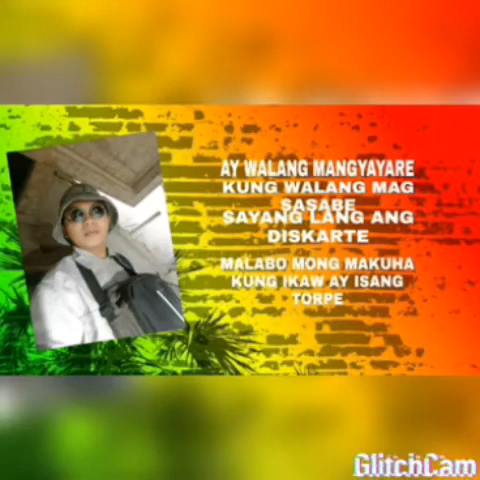 AY WALANG MANGYAYARE
KUNG WALANG MAG
SASABE
SAYANG LANG ANG
DISKARTE
MALABO MONG MAKUHA
KUNG IKAW AY ISANG
TORPE
GlitchCam